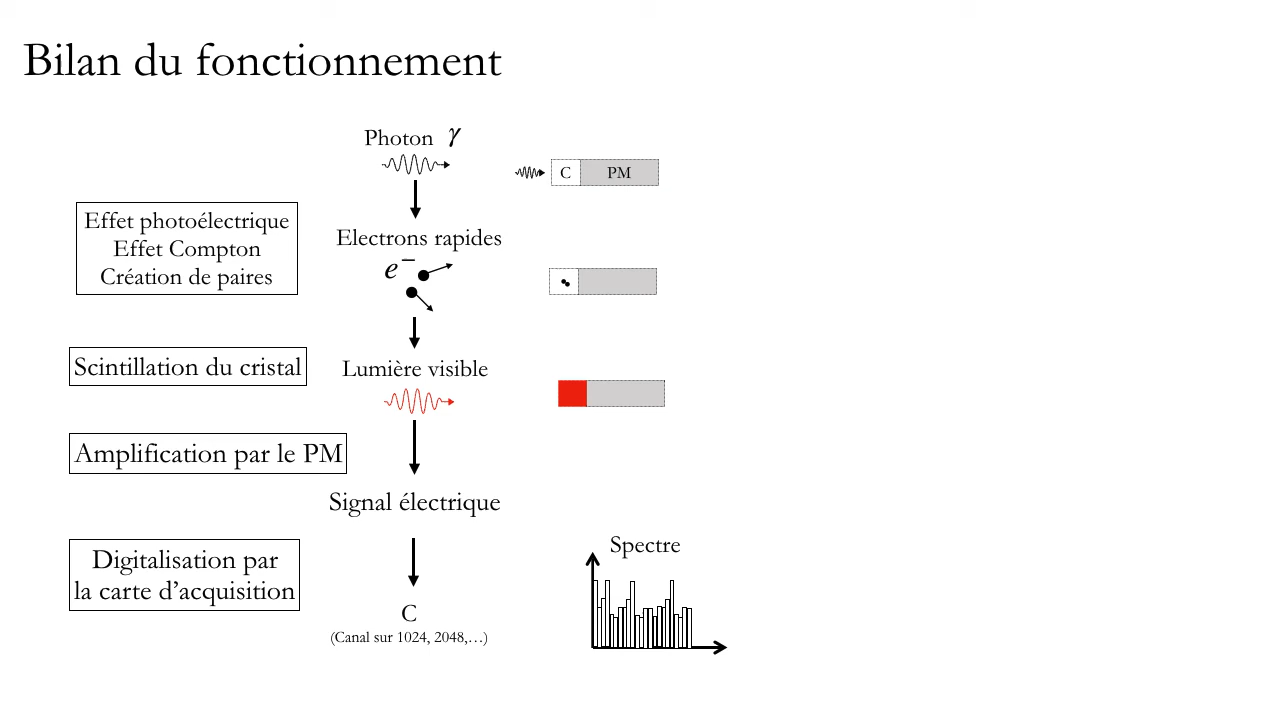 Bilan du fonctionnement
Photon γ
C PM
Effet photoélectrique
Effet Compton
Création de paires
Electrons rapides
e⁻
Scintillation du cristal
Lumière visible
Amplification par le PM
Signal électrique
Digitalisation par
la carte d’acquisition
Spectre
C
(Canal sur 1024, 2048,…)